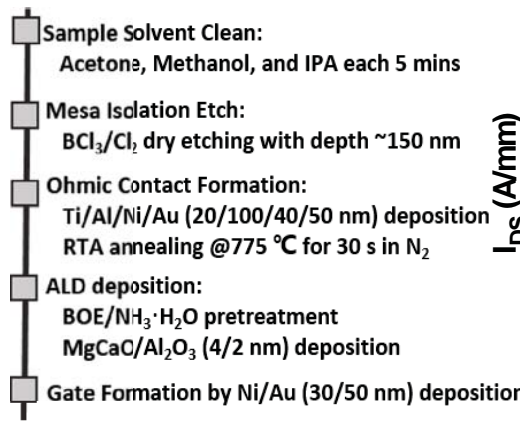 Sample Solvent Clean:
Acetone, Methanol, and IPA each 5 mins
Mesa Isolation Etch:
BCl₃/Cl₂ dry etching with depth ~150 nm
Ohmic Contact Formation:
Ti/Al/Ni/Au (20/100/40/50 nm) deposition
RTA annealing @775 ℃ for 30 s in N₂
ALD deposition:
BOE/NH₃·H₂O pretreatment
MgCaO/Al₂O₃ (4/2 nm) deposition
Gate Formation by Ni/Au (30/50 nm) deposition
I_DS (A/mm)